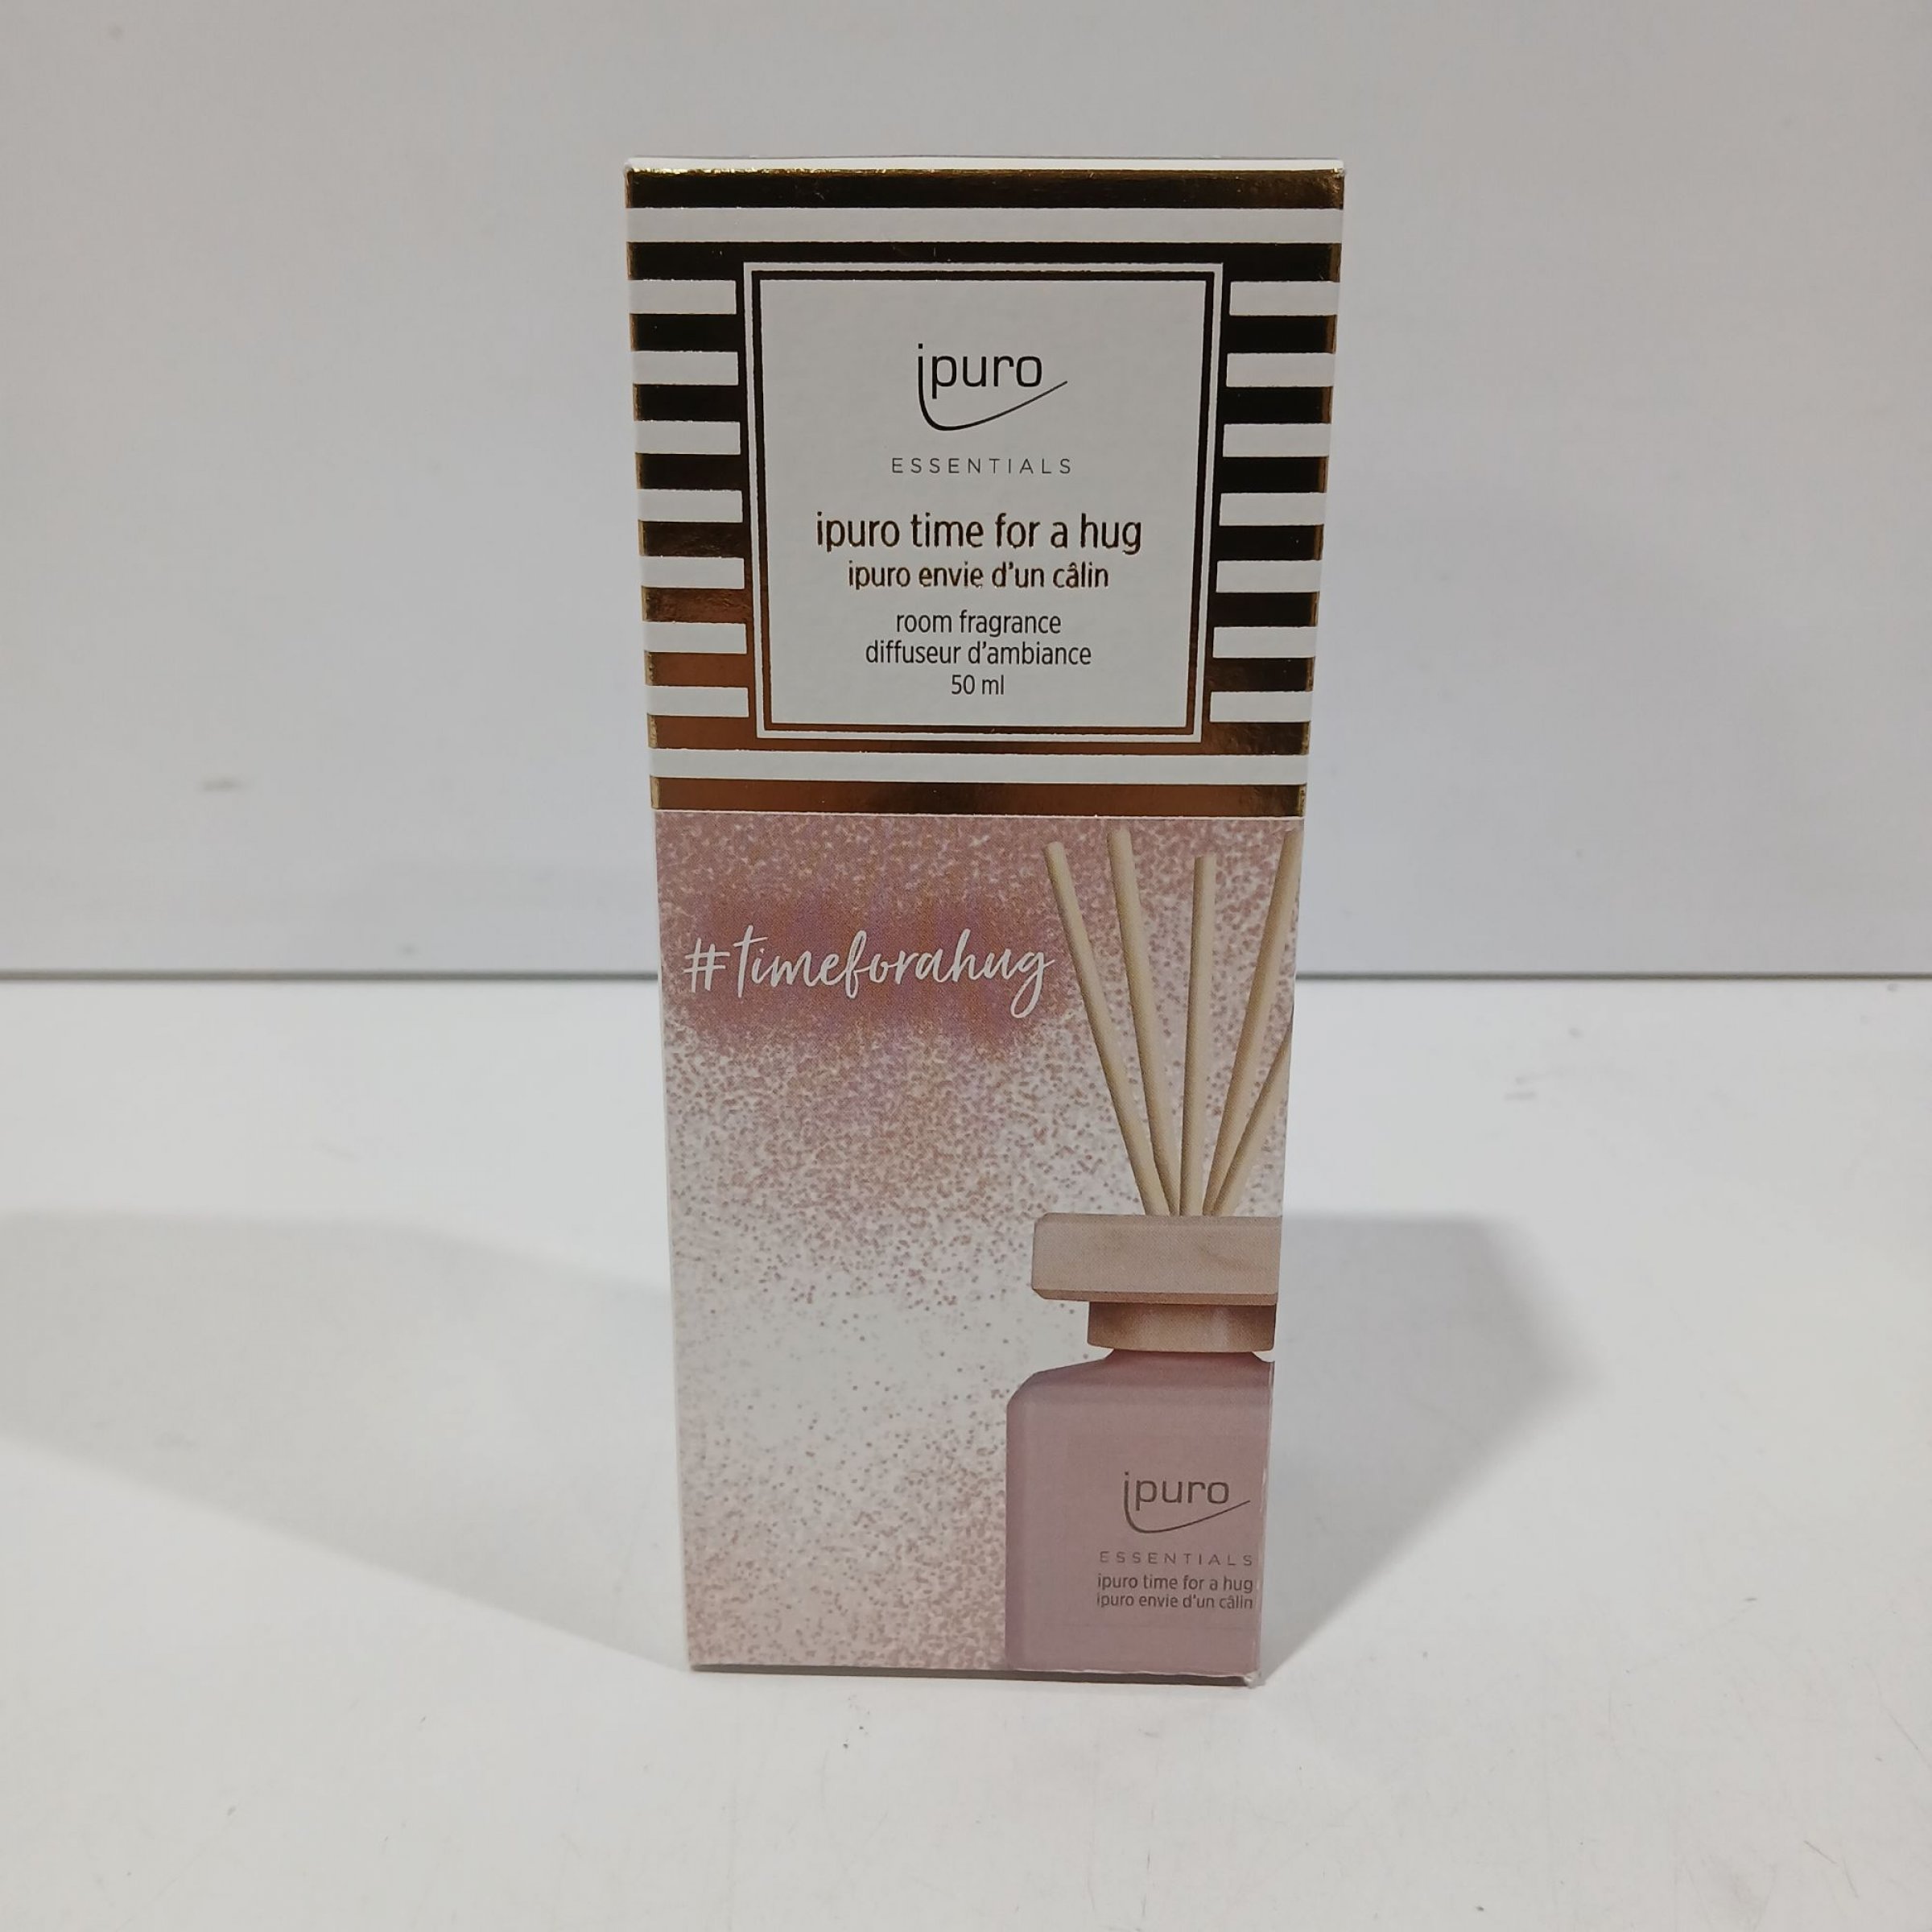 ipuro
ESSENTIALS
ipuro time for a hug
ipuro envie d'un câlin
room fragrance
diffuseur d'ambiance
50 ml
#timeforahug
ipuro
ESSENTIALS
ipuro time for a hug
ipuro envie d'un câlin